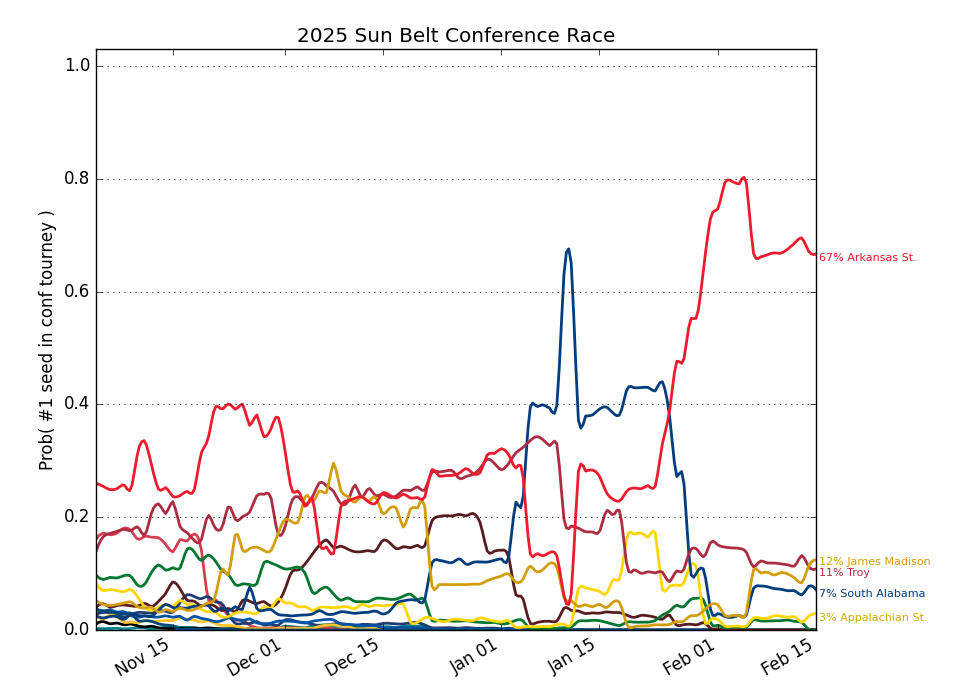 2025 Sun Belt Conference Race
Prob( #1 seed in conf tourney )
1.0
0.8
0.6
0.4
0.2
0.0
67% Arkansas St.
12% James Madison
11% Troy
7% South Alabama
3% Appalachian St.
Nov 15
Dec 01
Dec 15
Jan 01
Jan 15
Feb 01
Feb 15